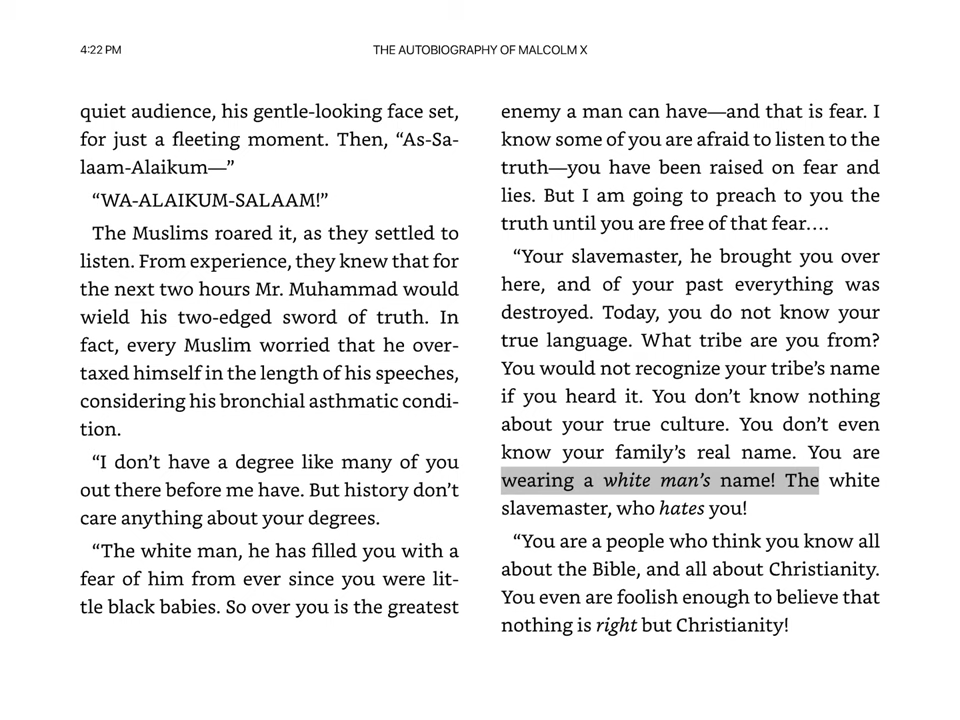 4:22 PM
THE AUTOBIOGRAPHY OF MALCOLM X
quiet audience, his gentle-looking face set,
for just a fleeting moment. Then, “As-Sa-
laam-Alaikum—”
“WA-ALAIKUM-SALAAM!”
The Muslims roared it, as they settled to
listen. From experience, they knew that for
the next two hours Mr. Muhammad would
wield his two-edged sword of truth. In
fact, every Muslim worried that he over-
taxed himself in the length of his speeches,
considering his bronchial asthmatic condi-
tion.
“I don’t have a degree like many of you
out there before me have. But history don’t
care anything about your degrees.
“The white man, he has filled you with a
fear of him from ever since you were lit-
tle black babies. So over you is the greatest
enemy a man can have—and that is fear. I
know some of you are afraid to listen to the
truth—you have been raised on fear and
lies. But I am going to preach to you the
truth until you are free of that fear….
“Your slavemaster, he brought you over
here, and of your past everything was
destroyed. Today, you do not know your
true language. What tribe are you from?
You would not recognize your tribe’s name
if you heard it. You don’t know nothing
about your true culture. You don’t even
know your family’s real name. You are
wearing a white man’s name! The white
slavemaster, who hates you!
“You are a people who think you know all
about the Bible, and all about Christianity.
You even are foolish enough to believe that
nothing is right but Christianity!